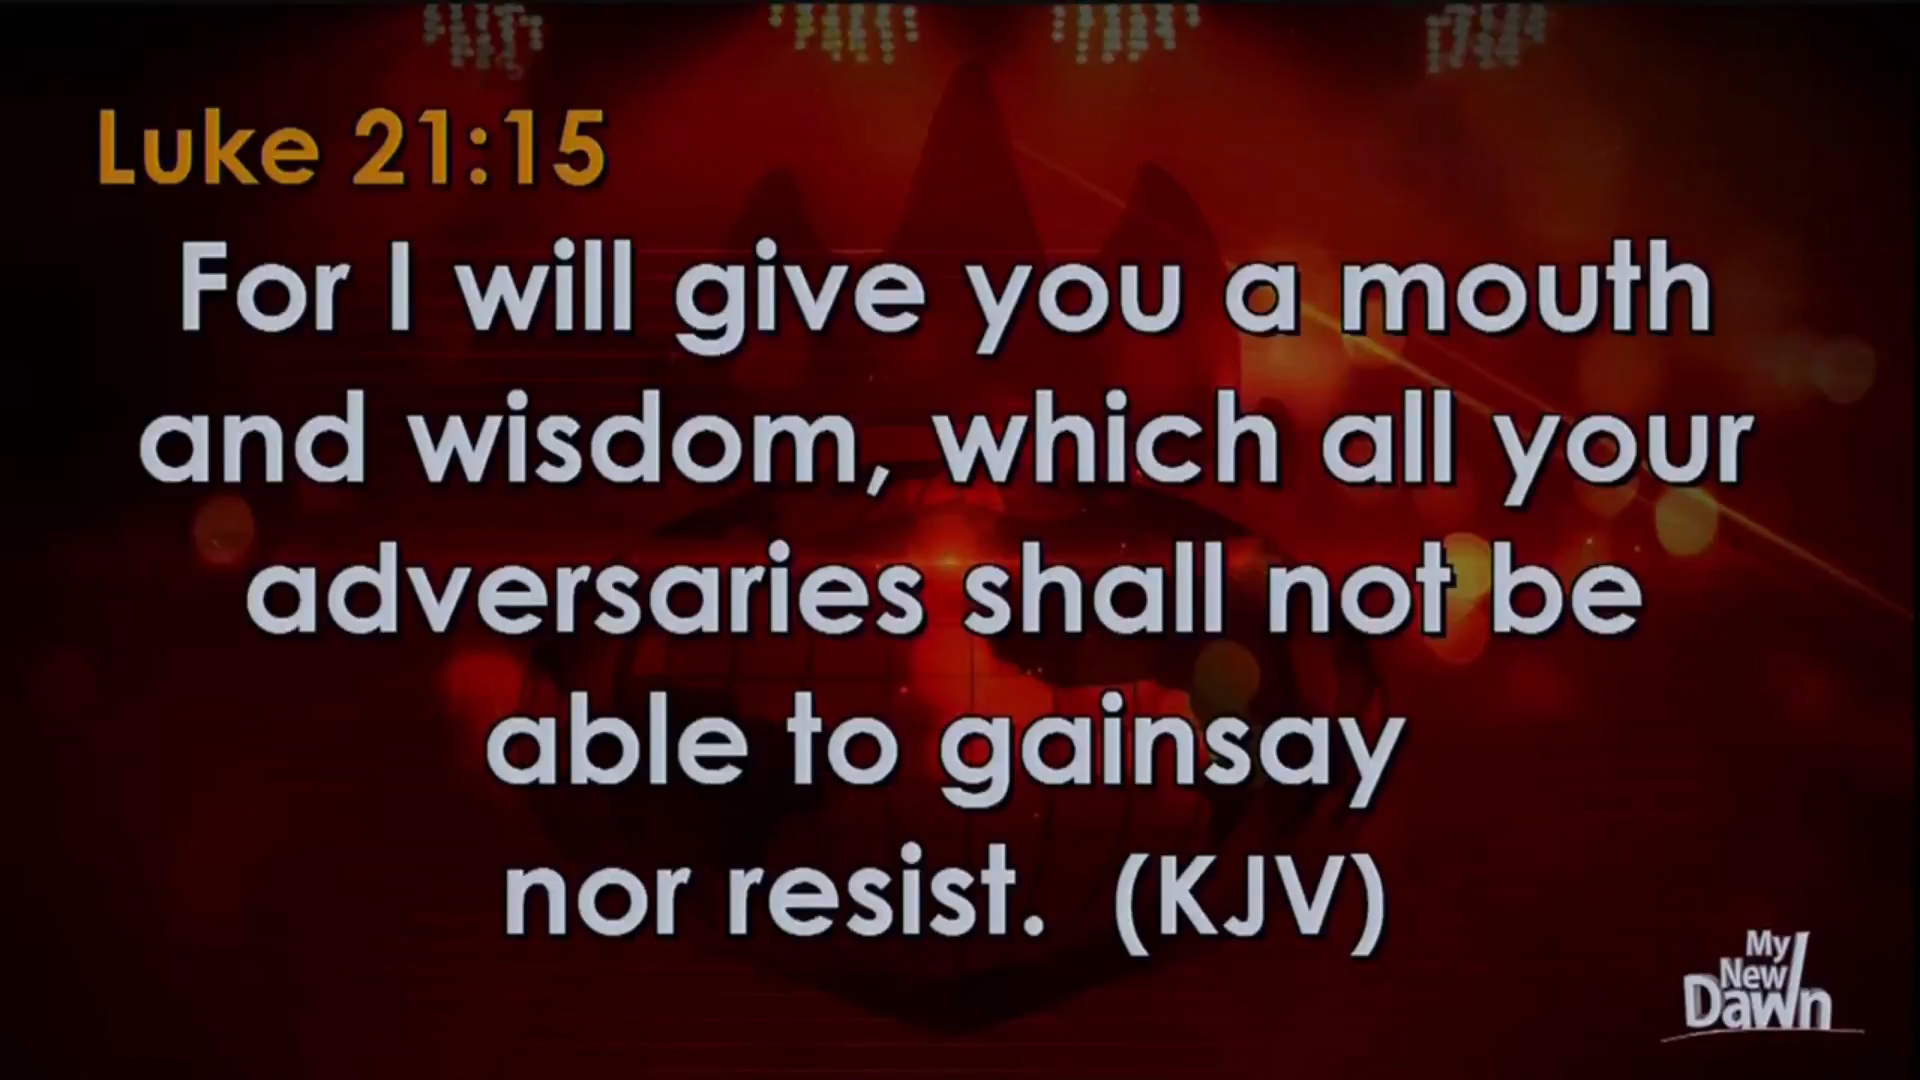 Luke 21:15
For I will give you a mouth
and wisdom, which all your
adversaries shall not be
able to gainsay
nor resist. (KJV)
My
New
Dawn